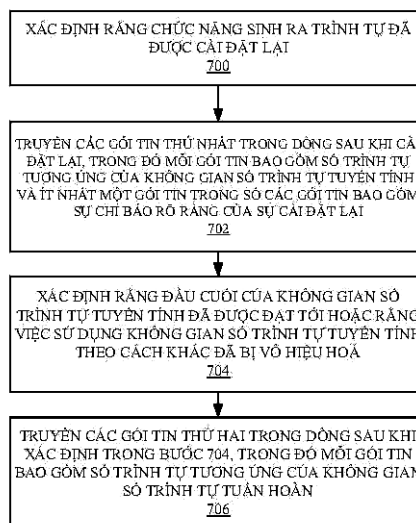 XÁC ĐỊNH RẰNG CHỨC NĂNG SINH RA TRÌNH TỰ ĐÃ
ĐƯỢC CÀI ĐẶT LẠI
700
TRUYỀN CÁC GÓI TIN THỨ NHẤT TRONG DÒNG SAU KHI CÀI
ĐẶT LẠI, TRONG ĐÓ MỖI GÓI TIN BAO GỒM SỐ TRÌNH TỰ
TƯƠNG ỨNG CỦA KHÔNG GIAN SỐ TRÌNH TỰ TUYẾN TÍNH
VÀ ÍT NHẤT MỘT GÓI TIN TRONG SỐ CÁC GÓI TIN BAO GỒM
SỰ CHỈ BÁO RÕ RÀNG CỦA SỰ CÀI ĐẶT LẠI
702
XÁC ĐỊNH RẰNG ĐẦU CUỐI CỦA KHÔNG GIAN SỐ
TRÌNH TỰ TUYẾN TÍNH ĐÃ ĐƯỢC ĐẠT TỚI HOẶC RẰNG
VIỆC SỬ DỤNG KHÔNG GIAN SỐ TRÌNH TỰ TUYẾN TÍNH
THEO CÁCH KHÁC ĐÃ BỊ VÔ HIỆU HOÁ
704
TRUYỀN CÁC GÓI TIN THỨ HAI TRONG DÒNG SAU KHI
XÁC ĐỊNH TRONG BƯỚC 704, TRONG ĐÓ MỖI GÓI TIN
BAO GỒM SỐ TRÌNH TỰ TƯƠNG ỨNG CỦA KHÔNG GIAN
SỐ TRÌNH TỰ TUẦN HOÀN
706